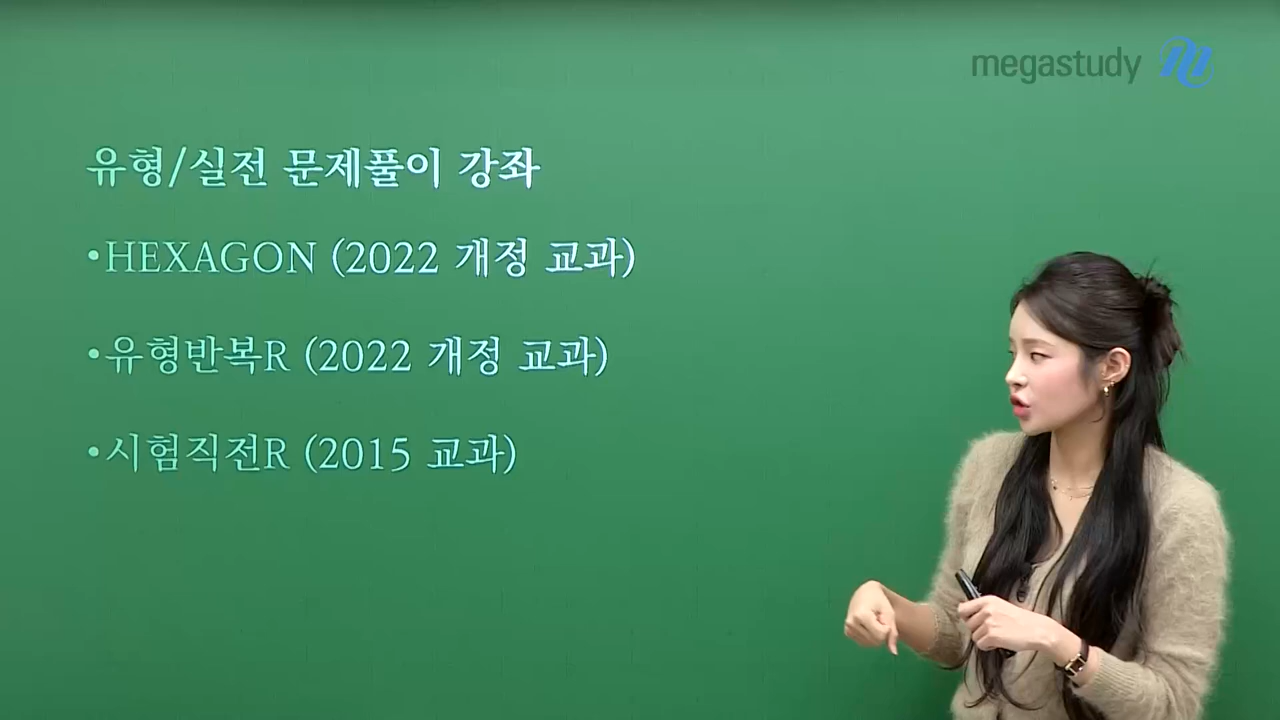 megastudy
유형/실전 문제풀이 강좌
•HEXAGON (2022 개정 교과)
•유형반복R (2022 개정 교과)
•시험직전R (2015 교과)